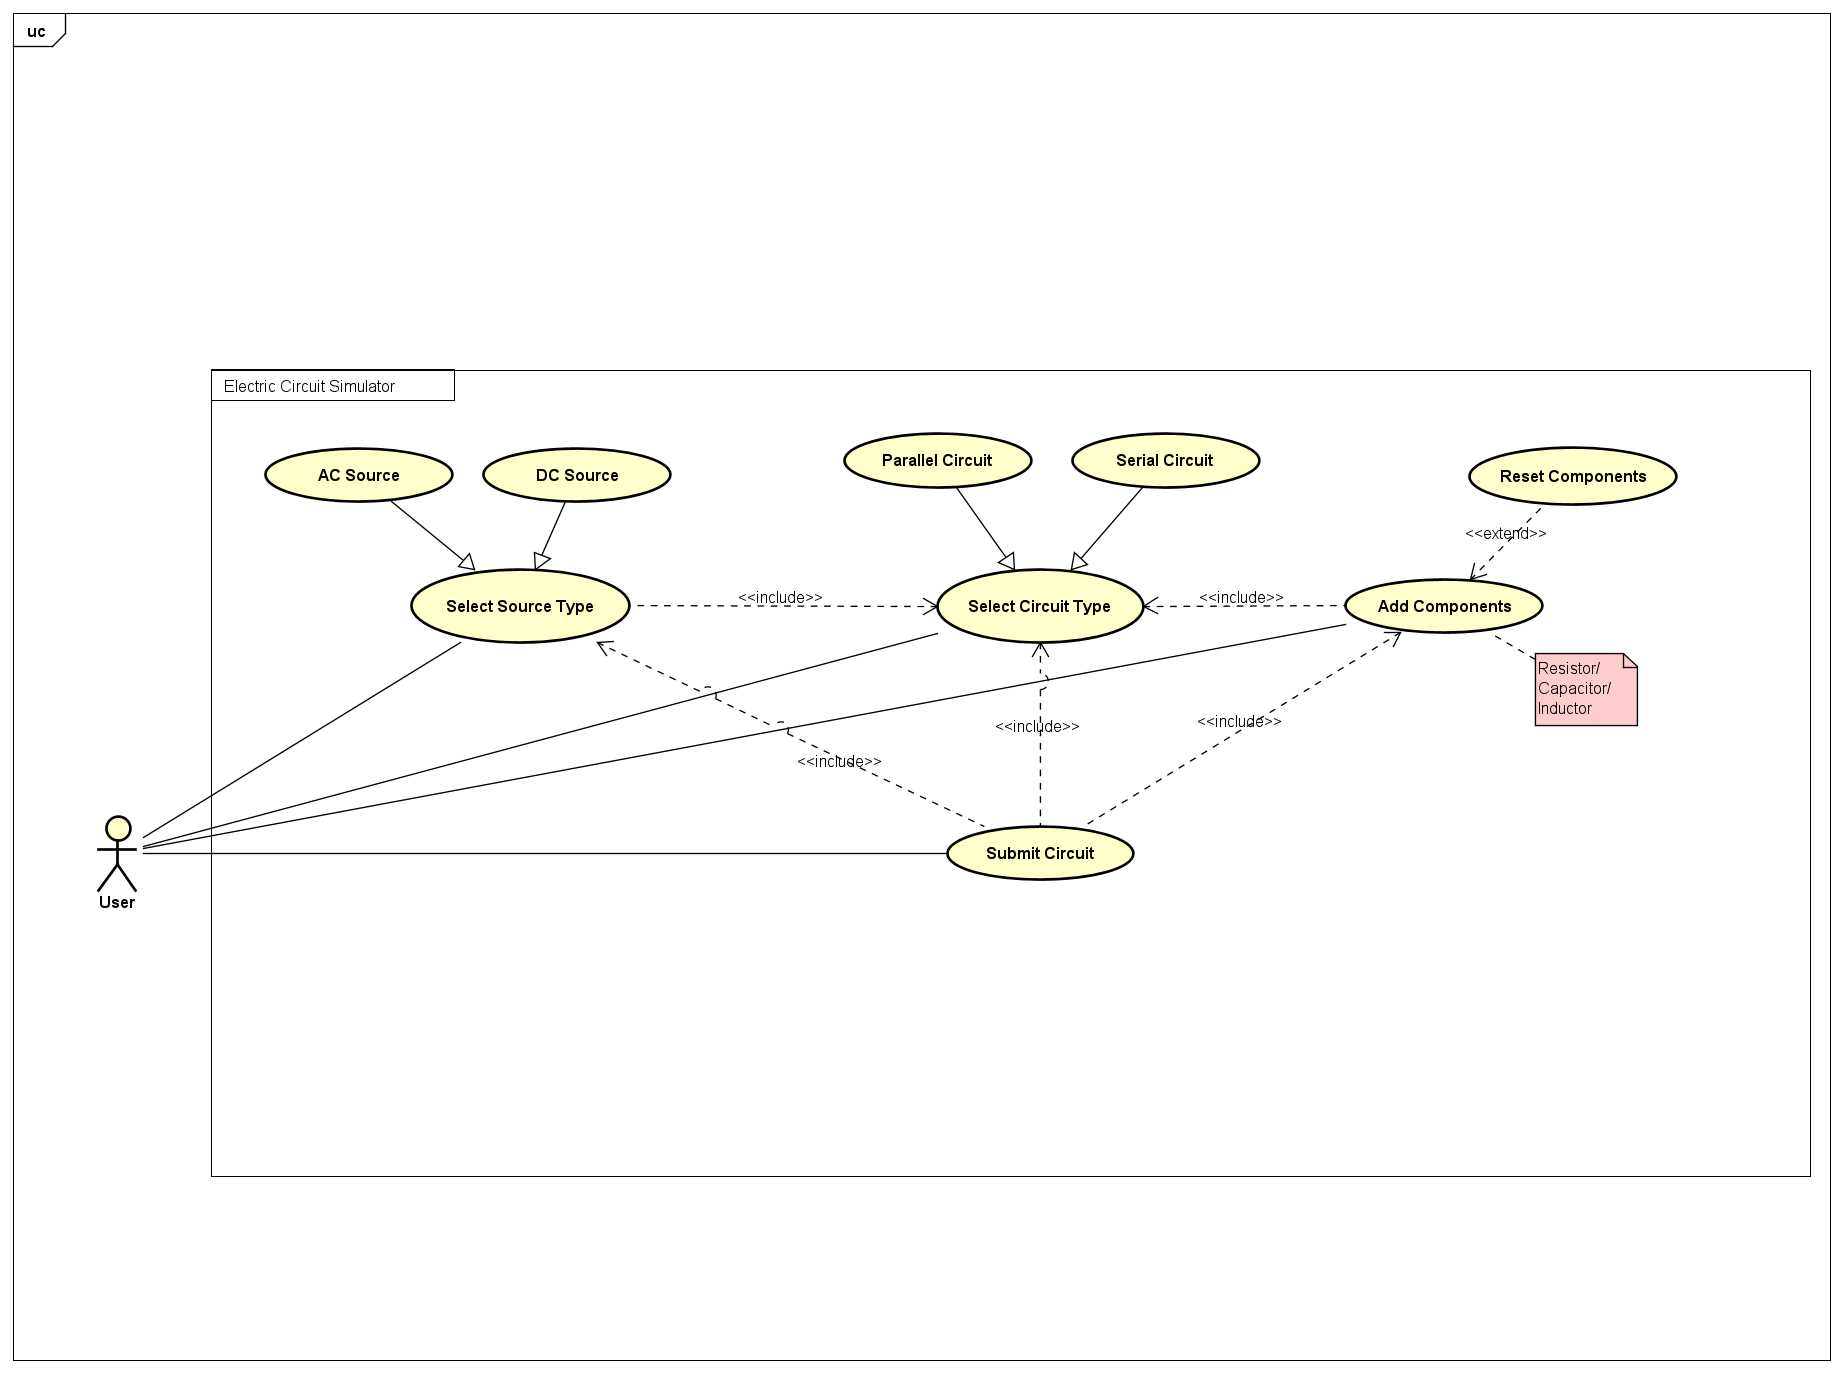 uc
Electric Circuit Simulator
AC Source
DC Source
Parallel Circuit
Serial Circuit
Reset Components
<<extend>>
Select Source Type
<<include>>
Select Circuit Type
<<include>>
Add Components
Resistor/
Capacitor/
Inductor
<<include>>
<<include>>
<<include>>
Submit Circuit
User